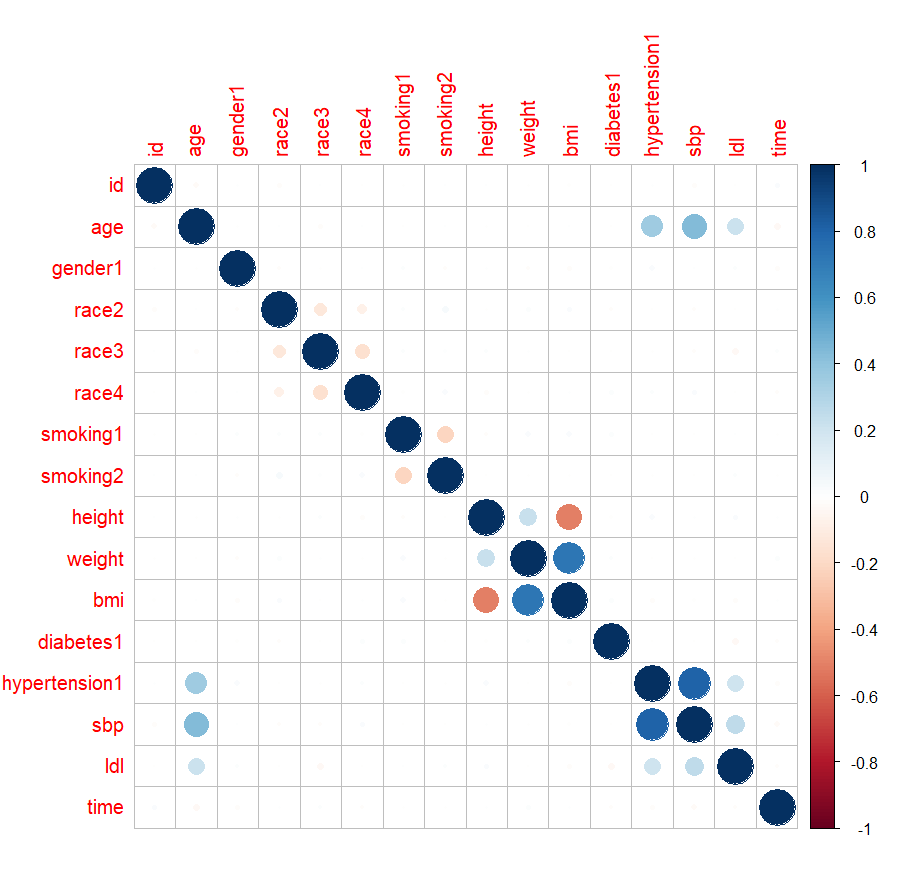 id
age
gender1
race2
race3
race4
smoking1
smoking2
height
weight
bmi
diabetes1
hypertension1
sbp
ldl
time
id
age
gender1
race2
race3
race4
smoking1
smoking2
height
weight
bmi
diabetes1
hypertension1
sbp
ldl
time
1
0.8
0.6
0.4
0.2
0
-0.2
-0.4
-0.6
-0.8
-1